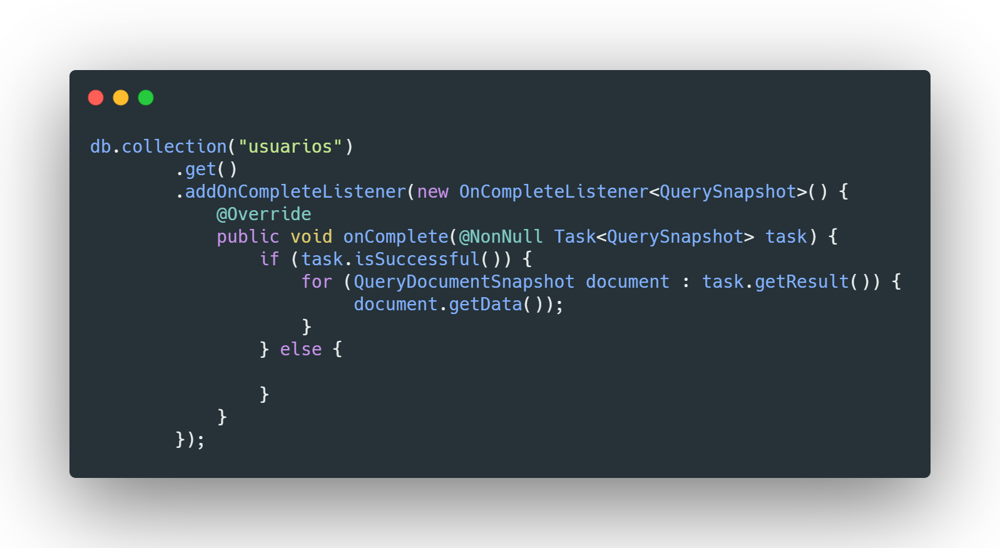 db.collection("usuarios")
        .get()
        .addOnCompleteListener(new OnCompleteListener<QuerySnapshot>() {
            @Override
            public void onComplete(@NonNull Task<QuerySnapshot> task) {
                if (task.isSuccessful()) {
                    for (QueryDocumentSnapshot document : task.getResult()) {
                         document.getData());
                    }
                } else {

                }
            }
        });